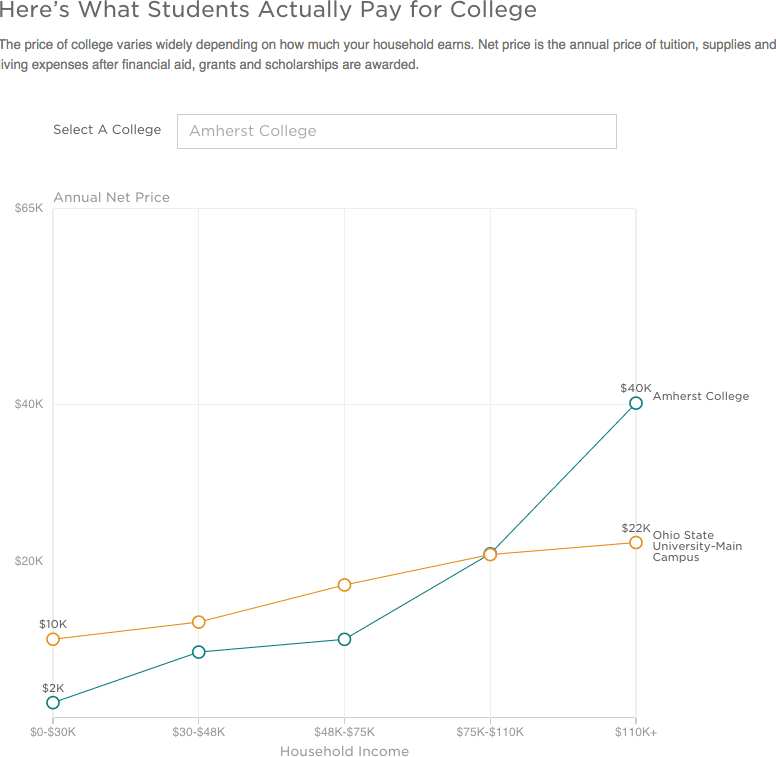 Here's What Students Actually Pay for College
The price of college varies widely depending on how much your household earns. Net price is the annual price of tuition, supplies and
living expenses after financial aid, grants and scholarships are awarded.
Select A College
Amherst College
Annual Net Price
$65K
$40K
$40K
Amherst College
$22K
Ohio State
University-Main
Campus
$20K
$10K
$2K
$0-$30K
$30-$48K
$48K-$75K
$75K-$110K
$110K+
Household Income